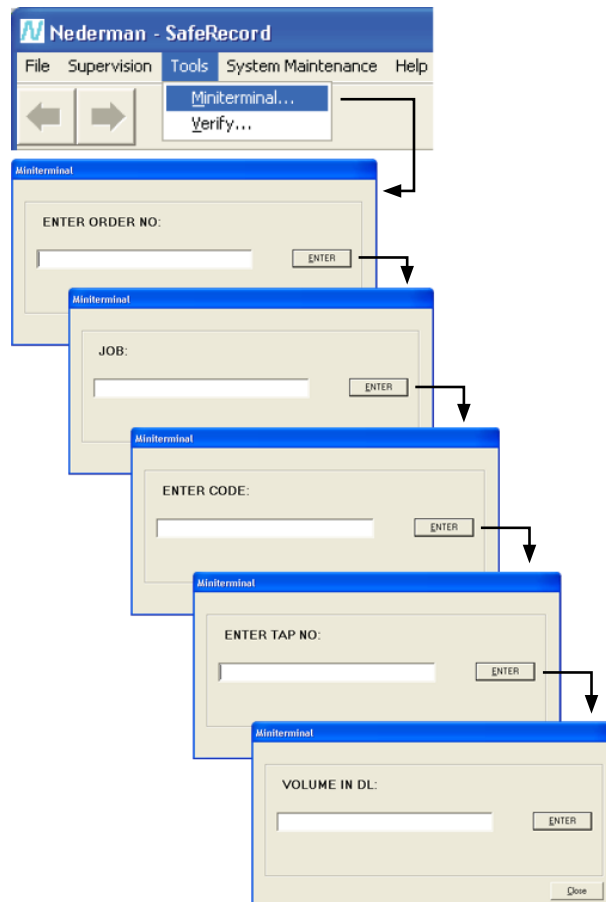 Nederman - SafeRecord
File Supervision Tools System Maintenance Help
Miniterminal...
Verify...
Miniterminal
ENTER ORDER NO:
ENTER
Miniterminal
JOB:
ENTER
Miniterminal
ENTER CODE:
ENTER
Miniterminal
ENTER TAP NO:
ENTER
Miniterminal
VOLUME IN DL:
ENTER
Close